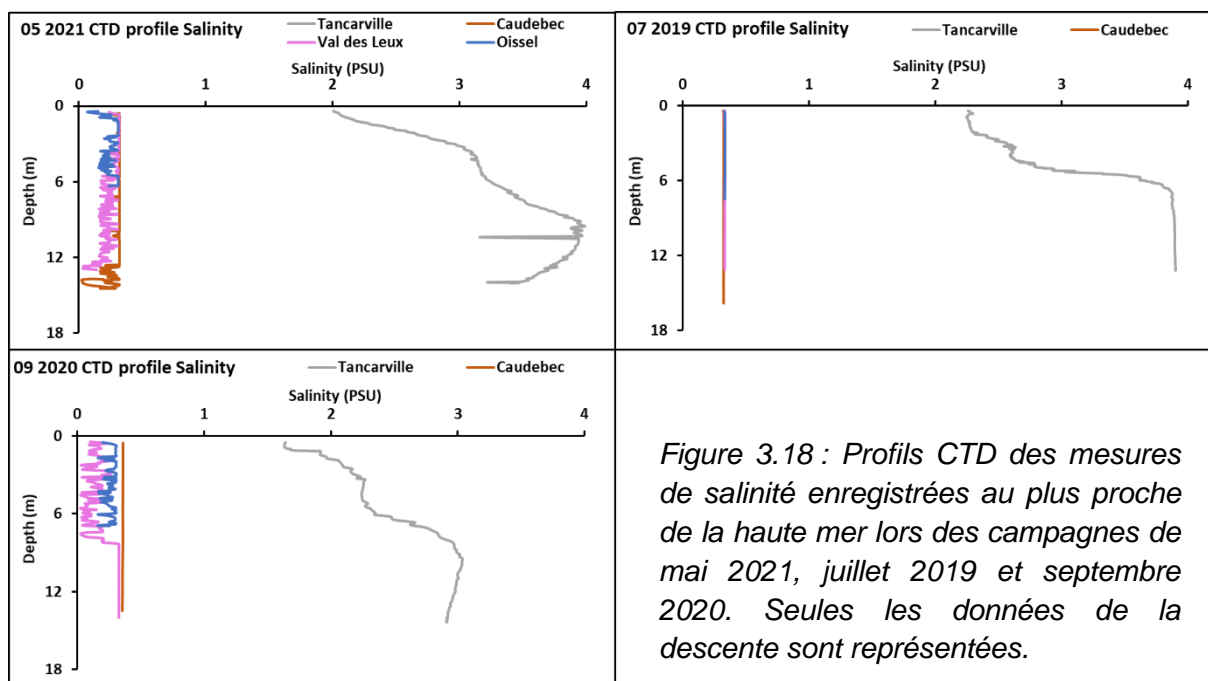 05 2021 CTD profile Salinity
Tancarville Caudebec
Val des Leux Oissel
Salinity (PSU)
0 1 2 3 4
0
6
12
18
Depth (m)
07 2019 CTD profile Salinity
Tancarville Caudebec
Salinity (PSU)
0 1 2 3 4
0
6
12
18
Depth (m)
09 2020 CTD profile Salinity
Tancarville Caudebec
Salinity (PSU)
0 1 2 3 4
0
6
12
18
Depth (m)
Figure 3.18 : Profils CTD des mesures
de salinité enregistrées au plus proche
de la haute mer lors des campagnes de
mai 2021, juillet 2019 et septembre
2020. Seules les données de la
descente sont représentées.